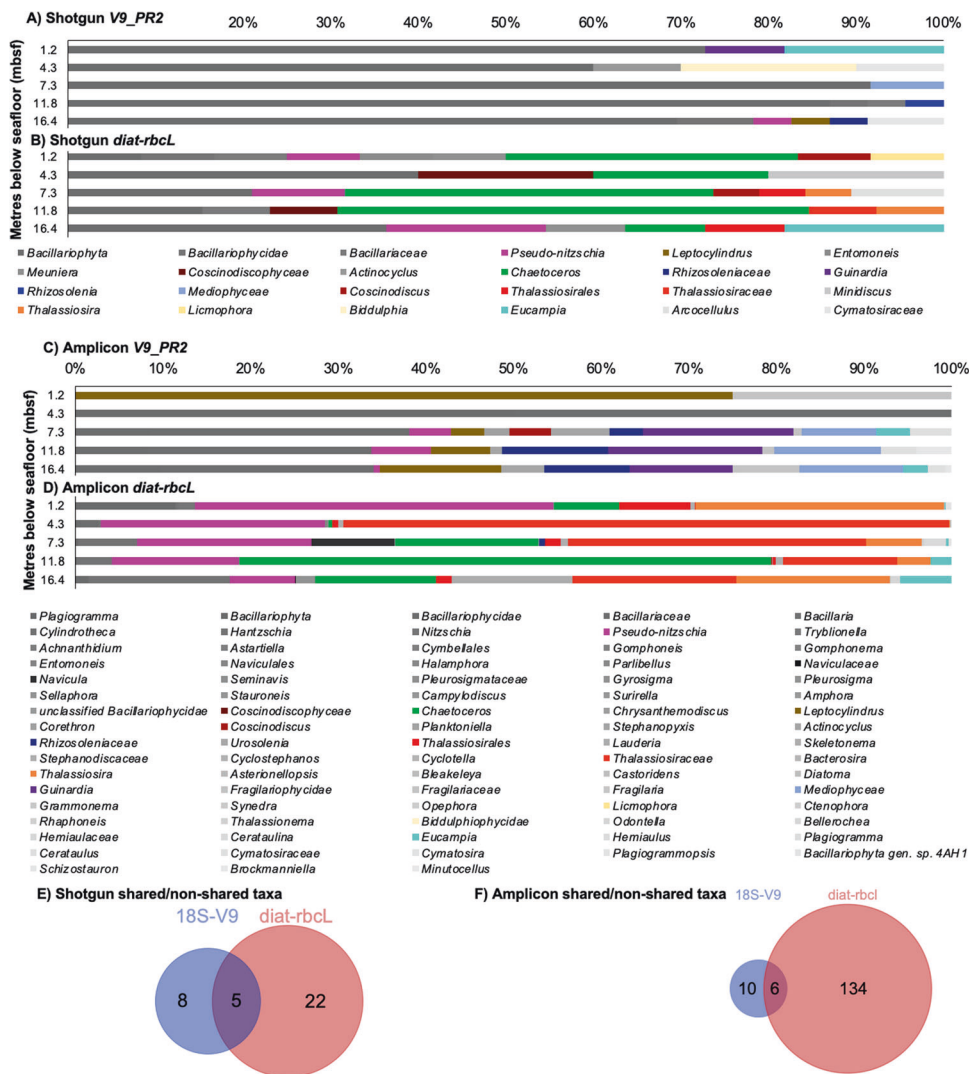 A) Shotgun V9_PR2
20% 30% 40% 50% 60% 70% 80% 90% 100%
Metres below seafloor (mbsf)
1.2
4.3
7.3
11.8
16.4
B) Shotgun diat-rbcL
1.2
4.3
7.3
11.8
16.4
Bacillariophyta Bacillariophycidae Bacillariaceae Pseudo-nitzschia Leptocylindrus Entomoneis
Meuniera Coscinodiscophyceae Actinocyclus Chaetoceros Rhizosoleniaceae Guinardia
Rhizosolenia Mediophyceae Coscinodiscus Thalassiosirales Thalassiosiraceae Minidiscus
Thalassiosira Licmophora Biddulphia Eucampia Arcocellulus Cymatosiraceae
C) Amplicon V9_PR2
0% 10% 20% 30% 40% 50% 60% 70% 80% 90% 100%
Metres below seafloor (mbsf)
1.2
4.3
7.3
11.8
16.4
D) Amplicon diat-rbcL
1.2
4.3
7.3
11.8
16.4
Plagiogramma Bacillariophyta Bacillariophycidae Bacillariaceae Bacillaria
Cylindrotheca Hantzschia Nitzschia Pseudo-nitzschia Tryblionella
Achnanthidium Astartiella Cymbellales Gomphoneis Gomphonema
Entomoneis Naviculales Halamphora Parlibellus Naviculaceae
Navicula Seminavis Pleurosigmataceae Gyrosigma Pleurosigma
Sellaphora Stauroneis Campylodiscus Surirella Amphora
unclassified Bacillariophycidae Coscinodiscophyceae Chaetoceros Chrysanthemodiscus Leptocylindrus
Corethron Coscinodiscus Planktoniella Stephanopyxis Actinocyclus
Rhizosoleniaceae Urosolenia Thalassiosirales Lauderia Skeletonema
Stephanodiscaceae Cyclostephanos Cyclotella Thalassiosiraceae Bacterosira
Thalassiosira Asterionellopsis Bleakeleya Castoridens Diatoma
Guinardia Fragilariophycidae Fragilariaceae Fragilaria Mediophyceae
Grammonema Synedra Opephora Licmophora Ctenophora
Rhaphoneis Thalassionema Biddulphiophycidae Odontella Bellerochea
Hemiaulaceae Cerataulina Eucampia Hemiaulus Plagiogramma
Cerataulus Cymatosiraceae Cymatosira Plagiogrammopsis Bacillariophyta gen. sp. 4AH1
Schizostauron Brockmanniella Minutocellus
E) Shotgun shared/non-shared taxa
18S-V9 diat-rbcL
8 5 22
F) Amplicon shared/non-shared taxa
18S-V9 diat-rbcl
10 6 134